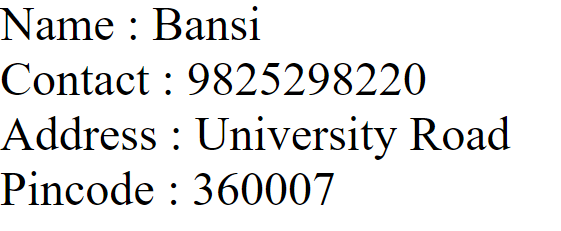 Name : Bansi
Contact : 9825298220
Address : University Road
Pincode : 360007